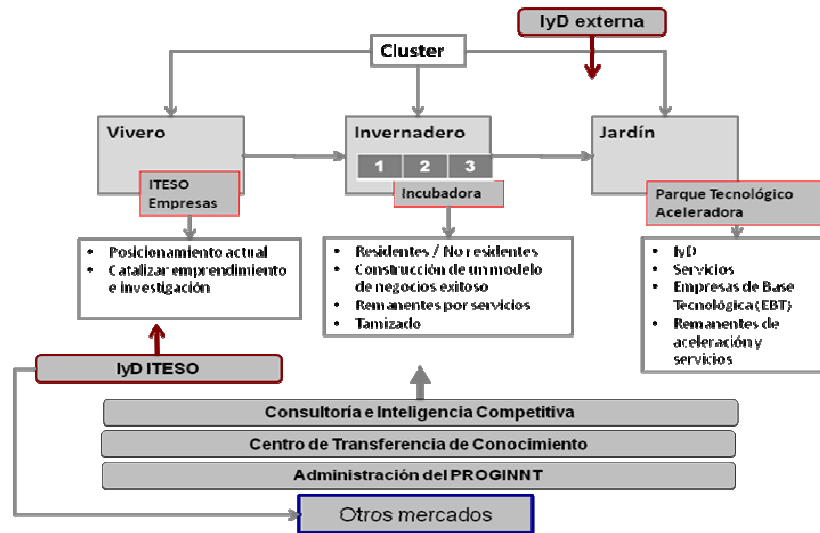 IyD externa
Cluster
Vivero
Invernadero
Jardín
1 2 3
ITESO
Empresas
Incubadora
Parque Tecnológico
Aceleradora
• Posicionamiento actual
• Catalizar emprendimiento
e investigación
• Residentes / No residentes
• Construcción de un modelo
de negocios exitoso
• Remanentes por servicios
• Tamizado
• IyD
• Servicios
• Empresas de Base
Tecnológica (EBT)
• Remanentes de
aceleración y
servicios
IyD ITESO
Consultoría e Inteligencia Competitiva
Centro de Transferencia de Conocimiento
Administración del PROGINNT
Otros mercados